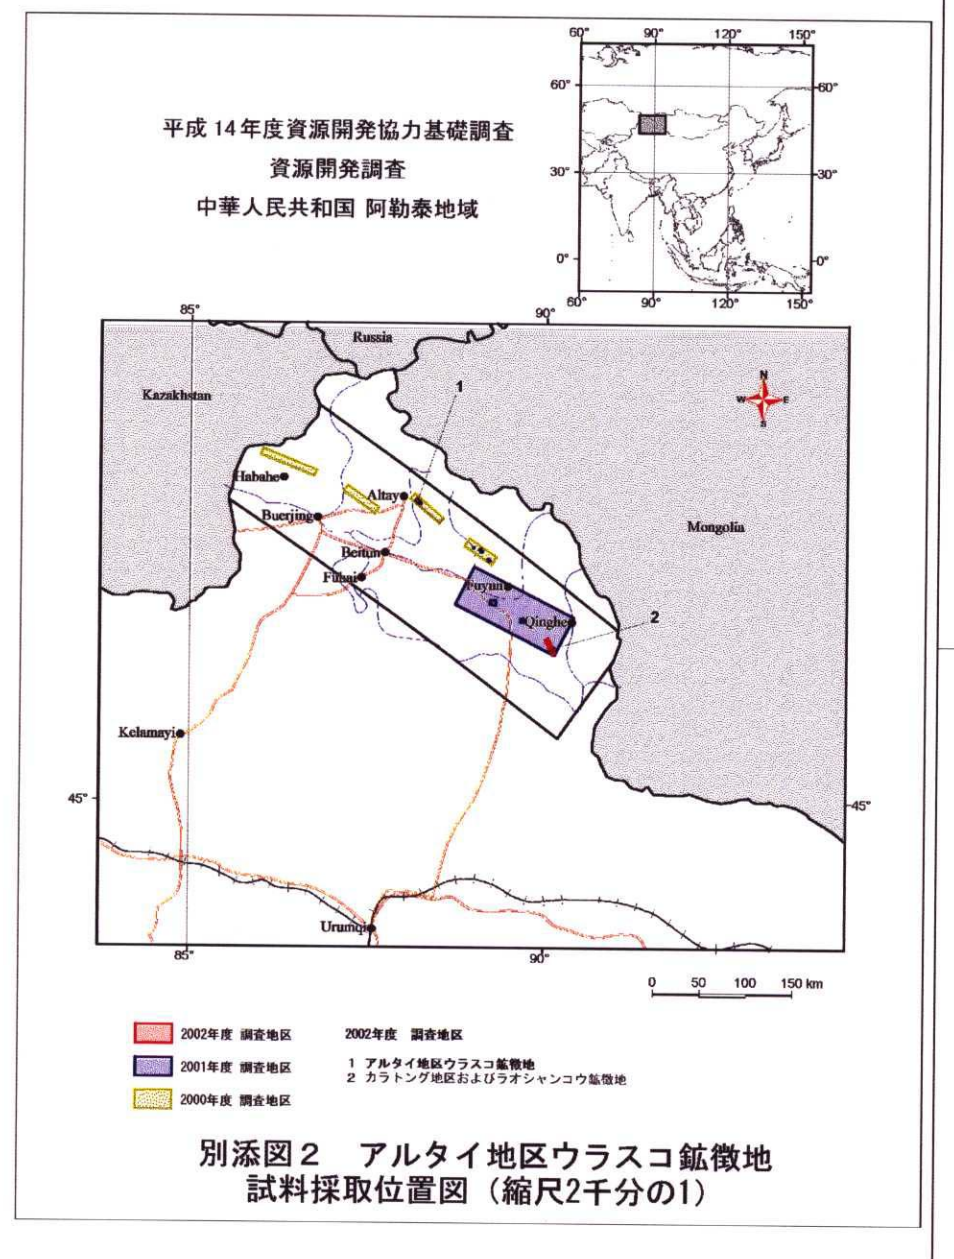 平成14年度資源開発協力基礎調査
資源開発調査
中華人民共和国 阿勒泰地域
60° 90° 120° 150°
60° 60°
30° 30°
0° 0°
60° 90° 120° 150°
85° 90°
Russia
1
Kazakhstan
N
W E
S
Habahe
Altay
Buerjing
Mongolia
Beitun
Fuhai
Fuyun
Qinghe
2
Kelamayi
45° 45°
Urumqi
85° 90°
0 50 100 150 km
2002年度 調査地区
2001年度 調査地区
2000年度 調査地区
2002年度 調査地区
1 アルタイ地区ウラスコ鉱徴地
2 カラトング地区およびラオシャンコウ鉱徴地
別添図2 アルタイ地区ウラスコ鉱徴地
試料採取位置図（縮尺2千分の1）